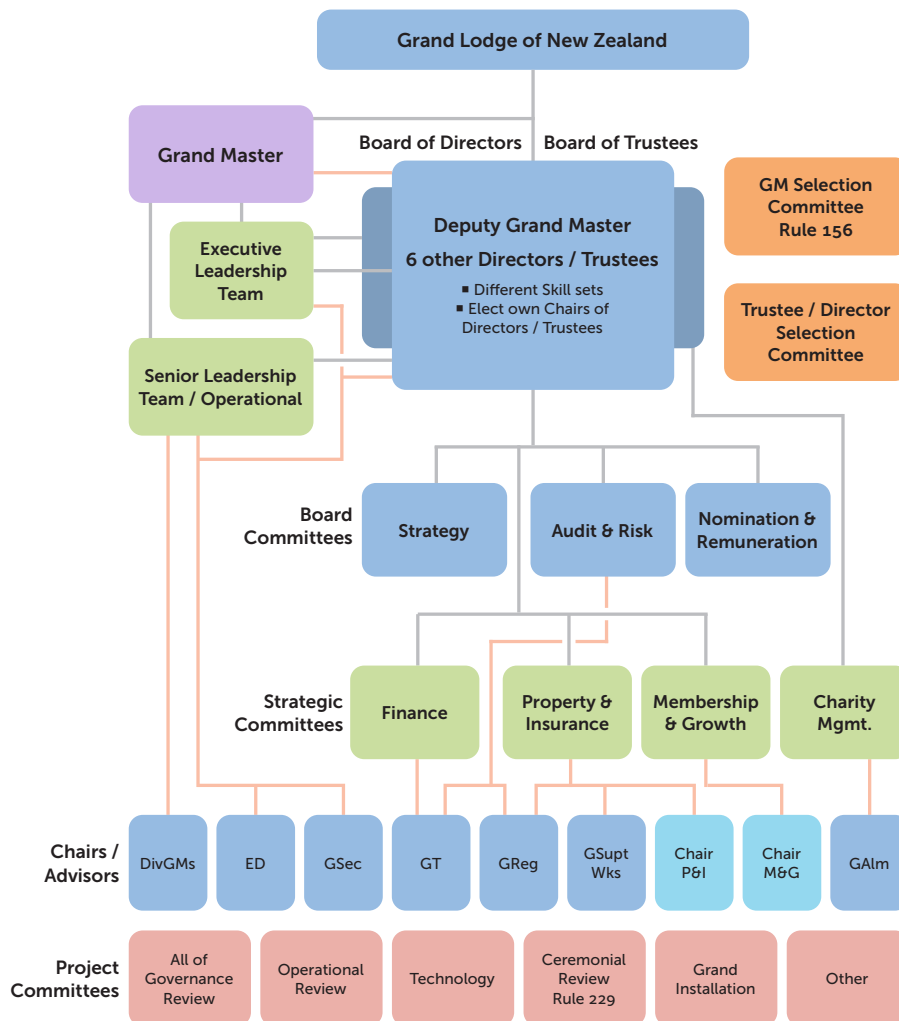 Grand Lodge of New Zealand
Board of Directors
Board of Trustees
Grand Master
Deputy Grand Master
6 other Directors / Trustees
▪ Different Skill sets
▪ Elect own Chairs of
Directors / Trustees
GM Selection
Committee
Rule 156
Executive
Leadership
Team
Trustee / Director
Selection
Committee
Senior Leadership
Team / Operational
Board
Committees
Strategy
Audit & Risk
Nomination &
Remuneration
Strategic
Committees
Finance
Property &
Insurance
Membership
& Growth
Charity
Mgmt.
Chairs /
Advisors
DivGMs
ED
GSec
GT
GReg
GSupt
Wks
Chair
P&I
Chair
M&G
GAlm
Project
Committees
All of
Governance
Review
Operational
Review
Technology
Ceremonial
Review
Rule 229
Grand
Installation
Other